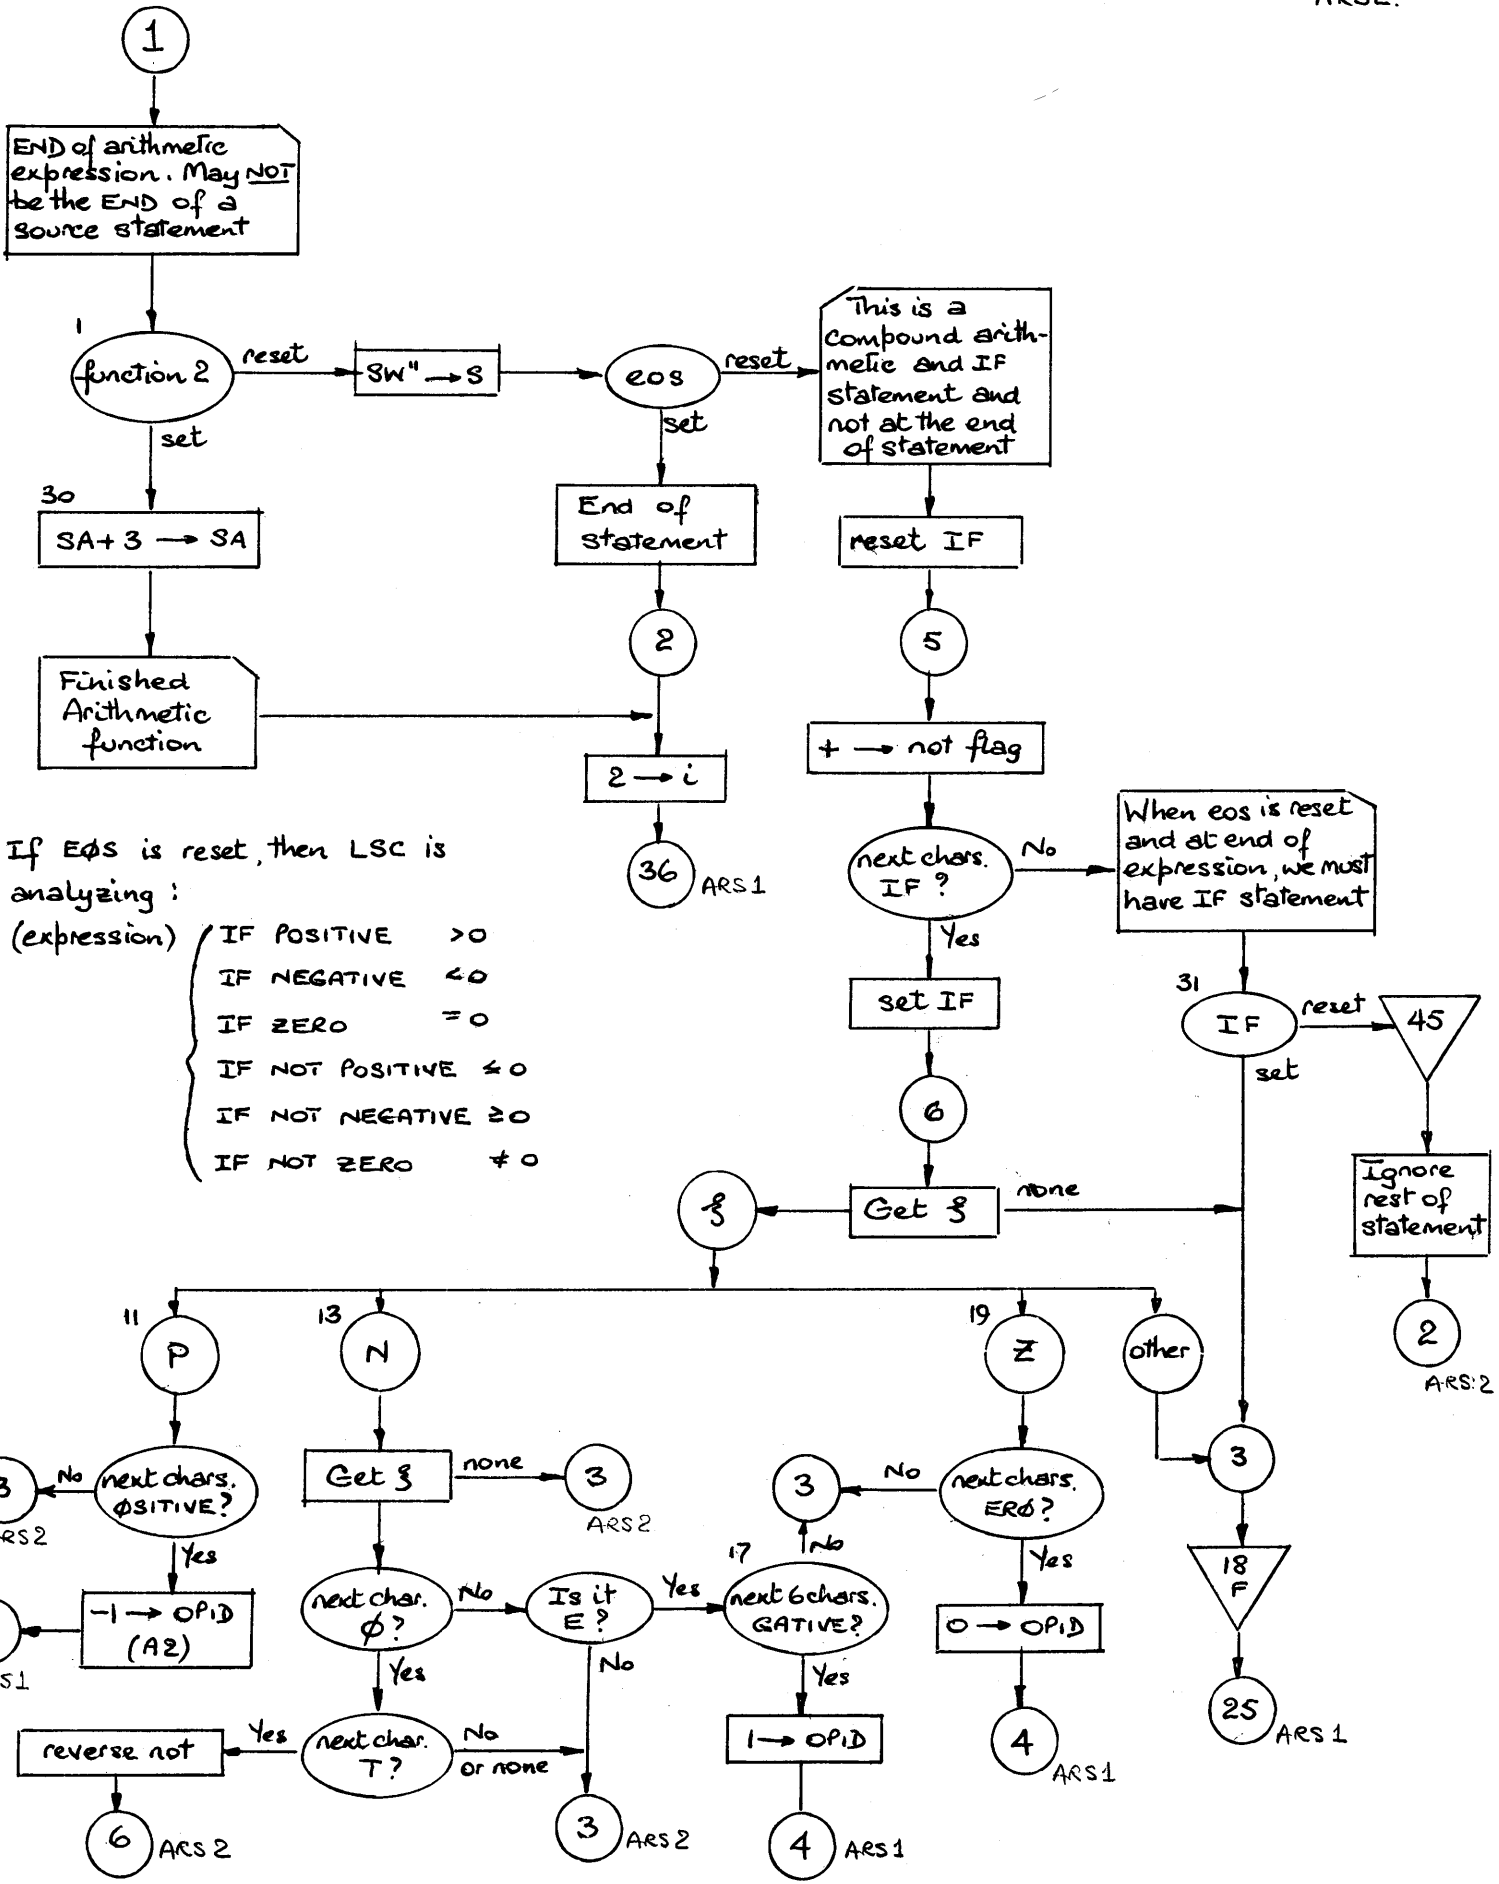 1
END of arithmetic
expression. May NOT
be the END of a
source statement
1
function 2
reset
SW" → S
eos
reset
This is a
compound arith-
metic and IF
statement and
not at the end
of statement
set
set
30
SA + 3 → SA
End of
statement
reset IF
2
5
Finished
Arithmetic
function
+ → not flag
2 → i
36
ARS1
next chars.
IF ?
No
When eos is reset
and at end of
expression, we must
have IF statement
If EØS is reset, then LSC is
analyzing :
(expression)
IF POSITIVE >0
IF NEGATIVE <0
IF ZERO =0
IF NOT POSITIVE ≤0
IF NOT NEGATIVE ≥0
IF NOT ZERO ≠0
Yes
set IF
31
IF
reset
45
set
6
Ignore
rest of
statement
Get ξ
none
ξ
2
ARS2
11
P
13
N
19
Z
other
3
next chars.
ØSITIVE?
No
Get ξ
none
3
ARS2
3
No
next chars.
ERØ?
3
Yes
-1 → OPID
(A2)
next char.
Ø?
No
Is it
E ?
Yes
17
No
next 6 chars.
GATIVE?
Yes
0 → OPID
18
F
Yes
No
Yes
reverse not
Yes
next char.
T ?
No
or none
1 → OPID
4
ARS1
25
ARS1
6
ARS2
3
ARS2
4
ARS1